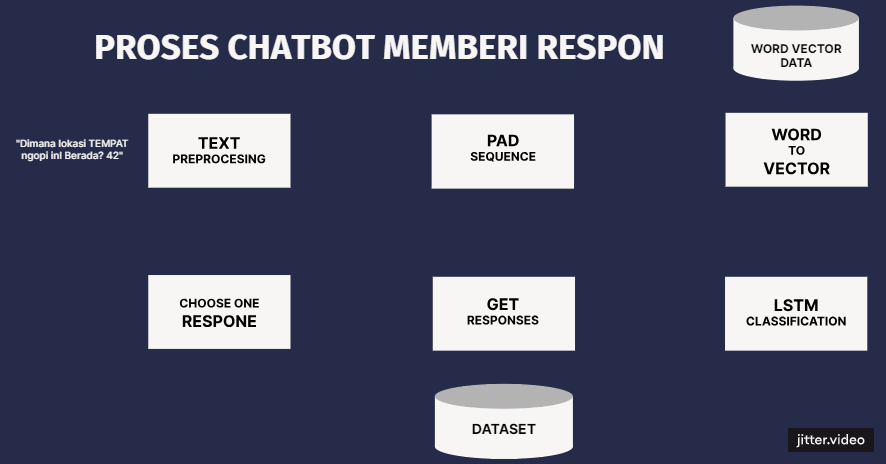 PROSES CHATBOT MEMBERI RESPON
WORD VECTOR
DATA
"Dimana lokasi TEMPAT
ngopi inI Berada? 42"
TEXT
PREPROCESING
PAD
SEQUENCE
WORD
TO
VECTOR
CHOOSE ONE
RESPONE
GET
RESPONSES
LSTM
CLASSIFICATION
DATASET
jitter.video